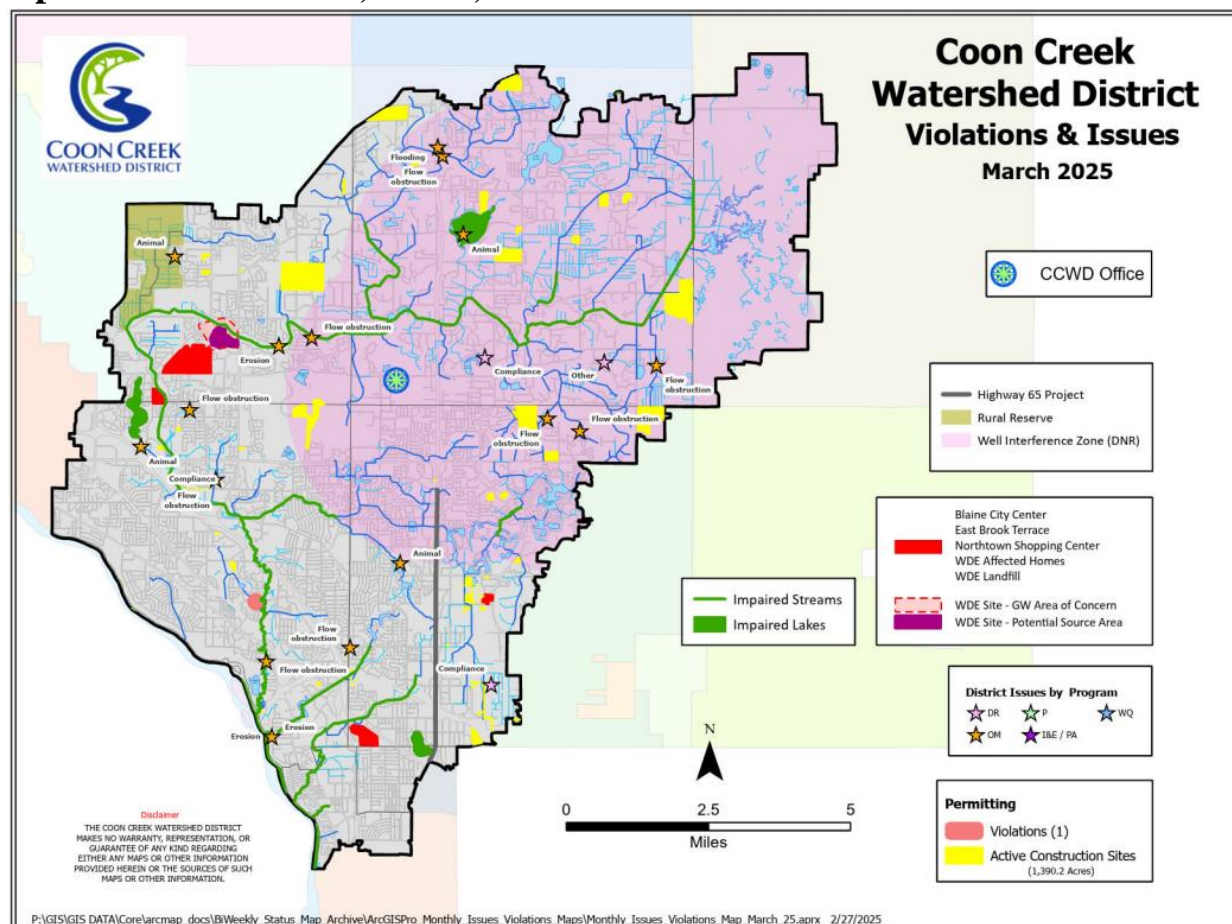 COON CREEK
WATERSHED DISTRICT
Coon Creek
Watershed District
Violations & Issues
March 2025
CCWD Office
Highway 65 Project
Rural Reserve
Well Interference Zone (DNR)
Blaine City Center
East Brook Terrace
Northtown Shopping Center
WDE Affected Homes
WDE Landfill
WDE Site - GW Area of Concern
WDE Site - Potential Source Area
Impaired Streams
Impaired Lakes
District Issues by Program
DR
P
WQ
OM
I&E / PA
Permitting
Violations (1)
Active Construction Sites
(1,390.2 Acres)
N
0
2.5
5
Miles
Flooding
Flow
obstruction
Animal
Animal
Flow obstruction
Erosion
Compliance
Other
Flow
obstruction
Flow obstruction
Flow obstruction
Flow
obstruction
Animal
Compliance
Flow
obstruction
Animal
Flow
obstruction
Flow obstruction
Compliance
Erosion
Erosion
Disclaimer
THE COON CREEK WATERSHED DISTRICT
MAKES NO WARRANTY, REPRESENTATION, OR
GUARANTEE OF ANY KIND REGARDING
EITHER ANY MAPS OR OTHER INFORMATION
PROVIDED HEREIN OR THE SOURCES OF SUCH
MAPS OR OTHER INFORMATION.
P:\GIS\GIS DATA\Core\arcmap_docs\BiWeekly_Status_Map_Archive\ArcGISPro_Monthly_Issues_Violations_Maps\Monthly_Issues_Violations_Map_March_25.aprx 2/27/2025